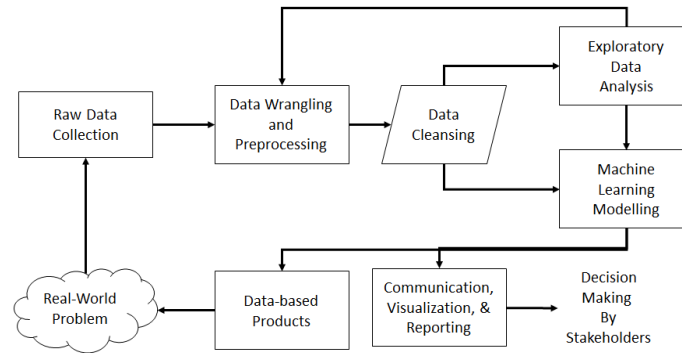 Exploratory
Data
Analysis
Raw Data
Collection
Data Wrangling
and
Preprocessing
Data
Cleansing
Machine
Learning
Modelling
Real-World
Problem
Data-based
Products
Communication,
Visualization, &
Reporting
Decision
Making
By
Stakeholders